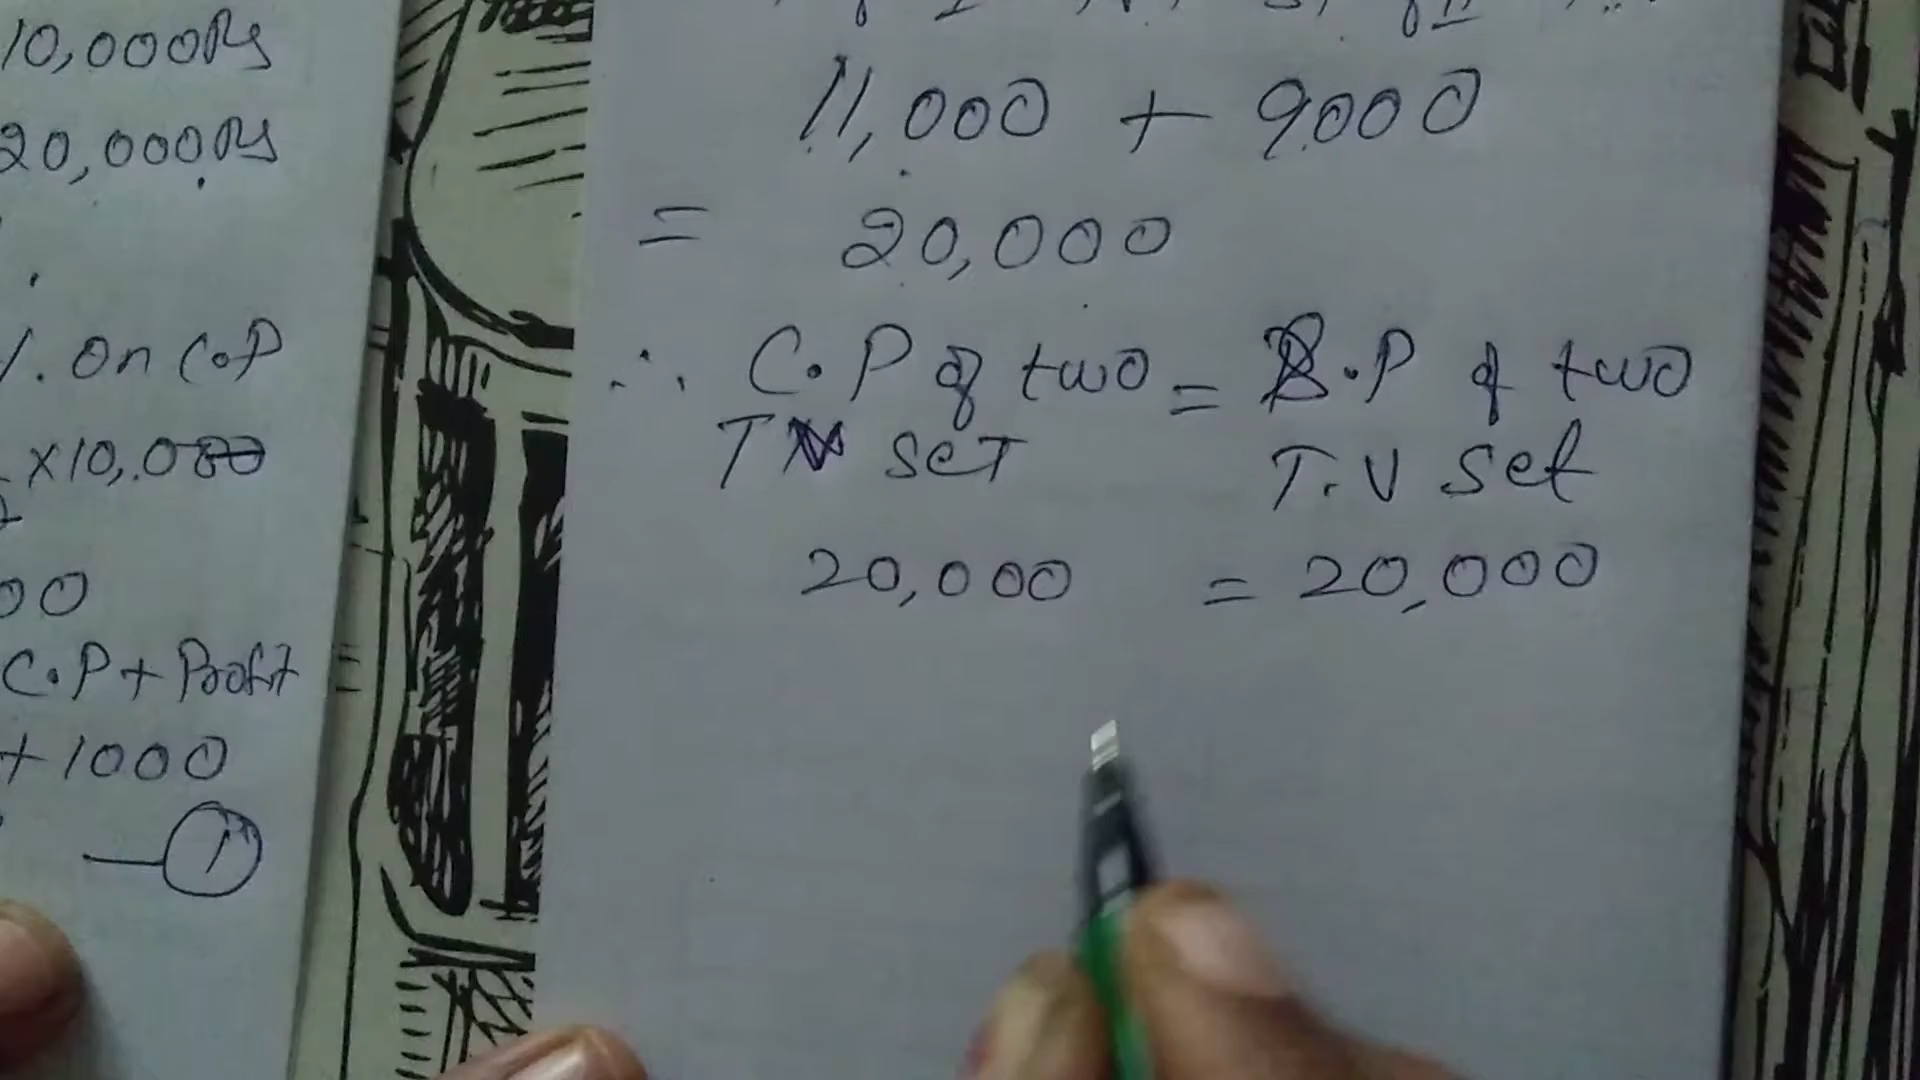 10,000Rs
20,000Rs
. On C.P
×10,000
00
C.P + Profit
+ 1000
1
11,000 + 9000
= 20,000
∴ C.P of two = S.P of two
TV SET T.V Set
20,000 = 20,000